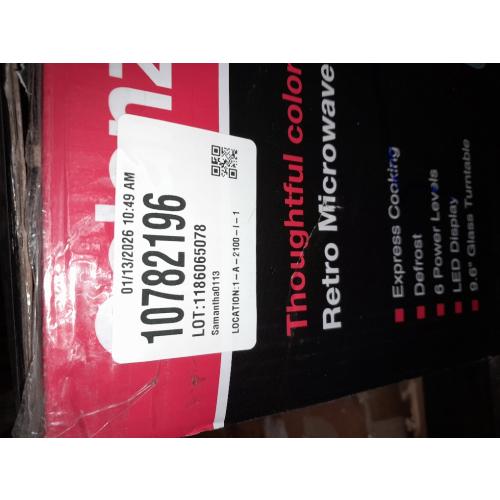 01/13/2026 10:49 AM
10782196
LOT:1186065078
Samantha0113
LOCATION:1-A-2100-I-1
Thoughtful color
Retro Microwave
Express Cooking
Defrost
6 Power Levels
LED Display
9.6" Glass Turntable